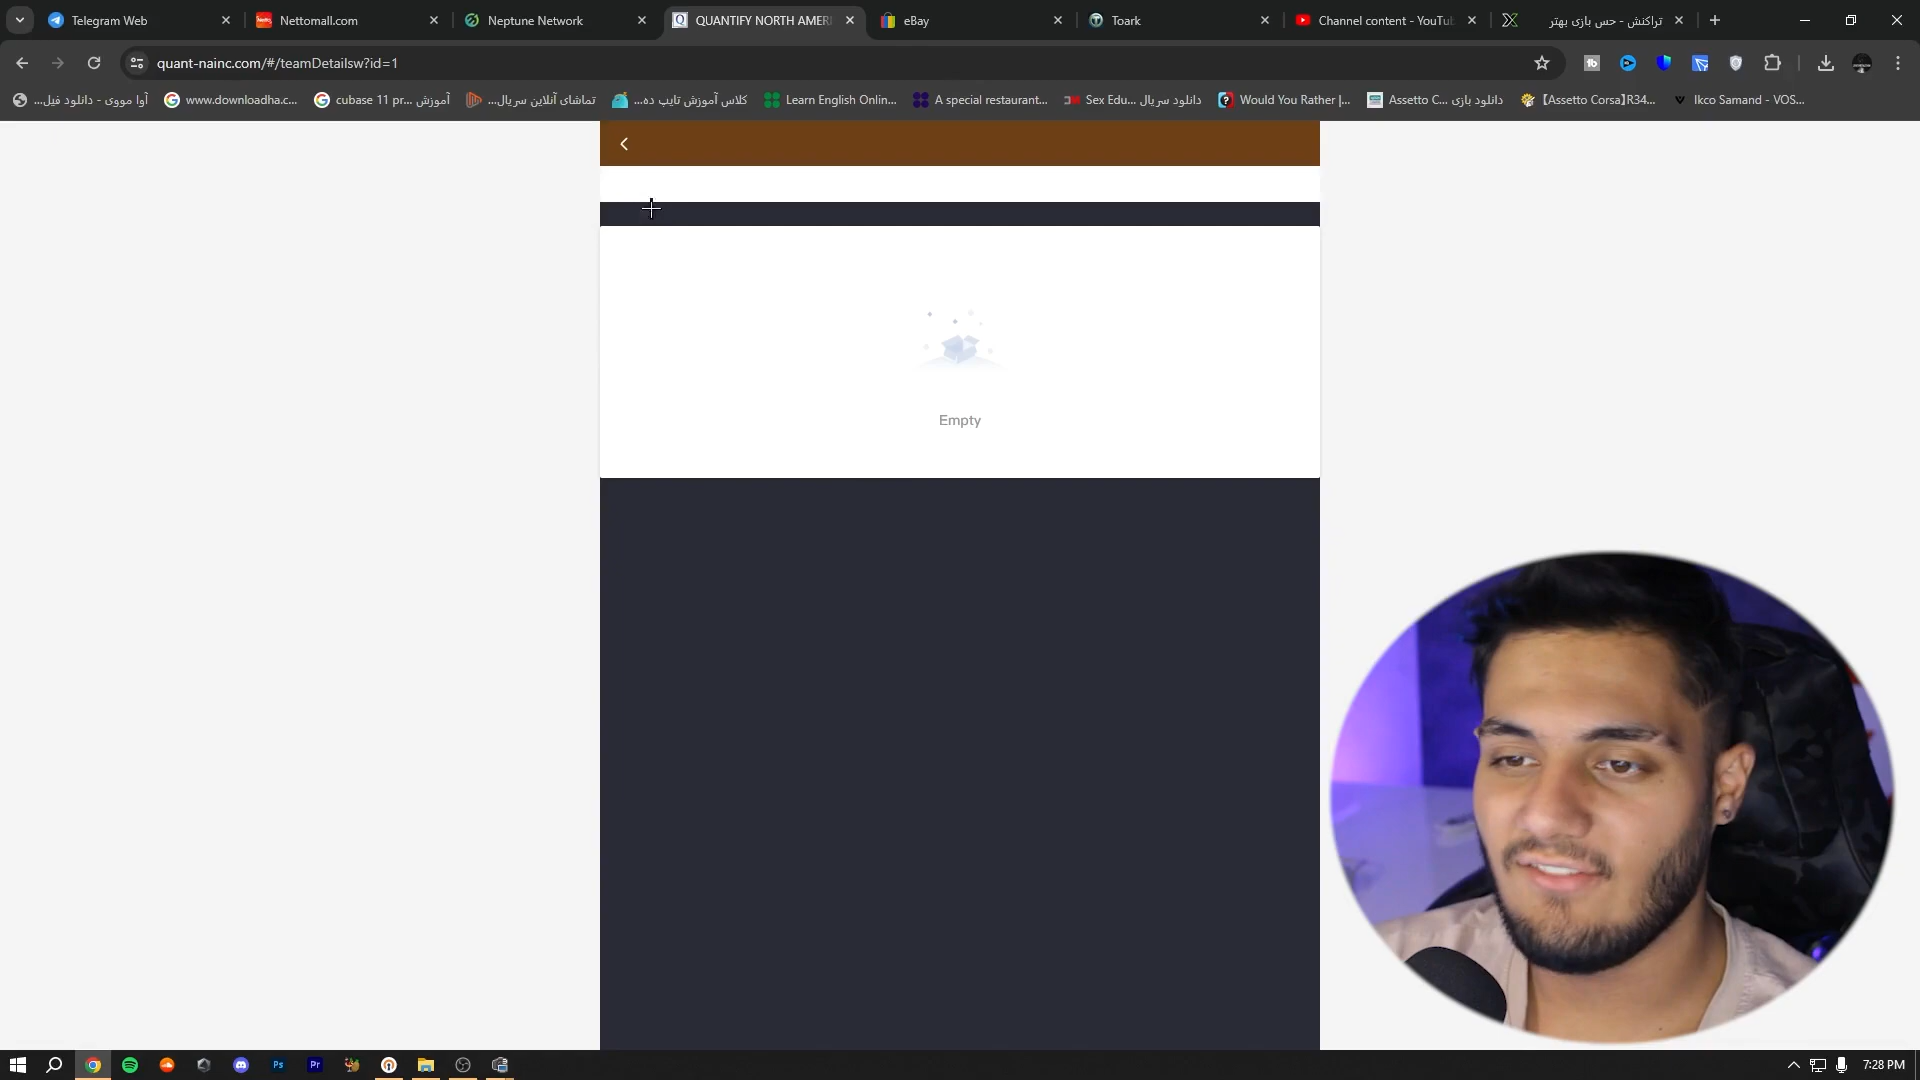 Telegram Web
Nettomall.com
Neptune Network
QUANTIFY NORTH AMERI
eBay
Toark
Channel content - YouTu
تراکنش - حس بازی بهتر
quant-nainc.com/#/teamDetailsw?id=1
آوا مووی - دانلود فیل...
www.downloadha.c...
آموزش cubase 11 pr...
تماشای آنلاین سریال...
کلاس آموزش تایپ ده...
Learn English Onlin...
A special restaurant...
دانلود سریال Sex Edu...
Would You Rather |...
دانلود بازی Assetto C...
【Assetto Corsa】R34...
Ikco Samand - VOS...
Empty
7:28 PM